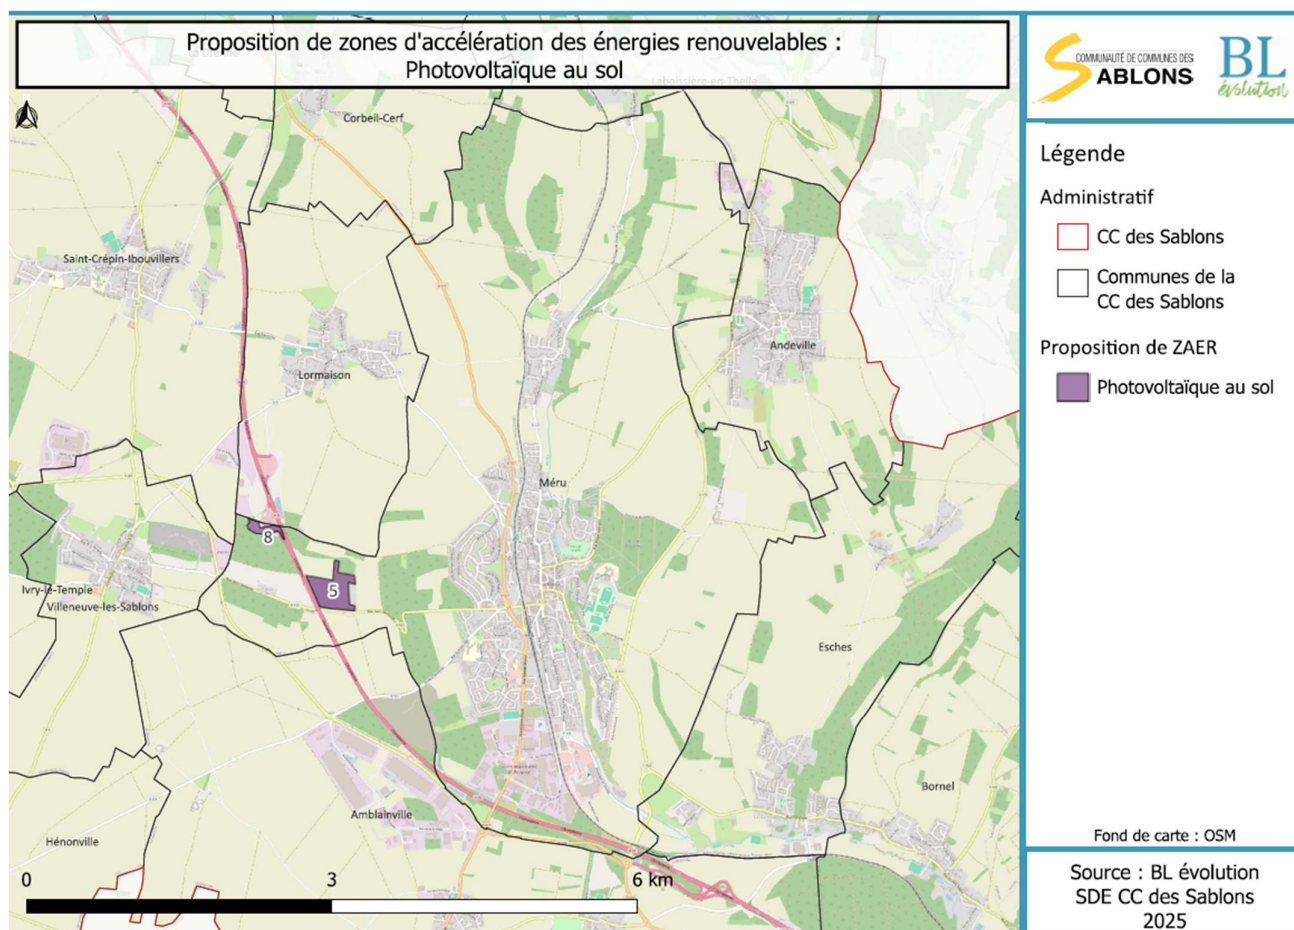 Proposition de zones d'accélération des énergies renouvelables :
Photovoltaïque au sol
COMMUNAUTÉ DE COMMUNES DES
SABLONS
BL
évolution
Légende
Administratif
CC des Sablons
Communes de la
CC des Sablons
Proposition de ZAER
Photovoltaïque au sol
Laboissière-en-Thelle
Corbeil-Cerf
Saint-Crépin-Ibouvillers
Andeville
Lormaison
Méru
8
5
Ivry-le-Temple
Villeneuve-les-Sablons
Esches
Bornel
Amblainville
Hénonville
0
3
6 km
Fond de carte : OSM
Source : BL évolution
SDE CC des Sablons
2025